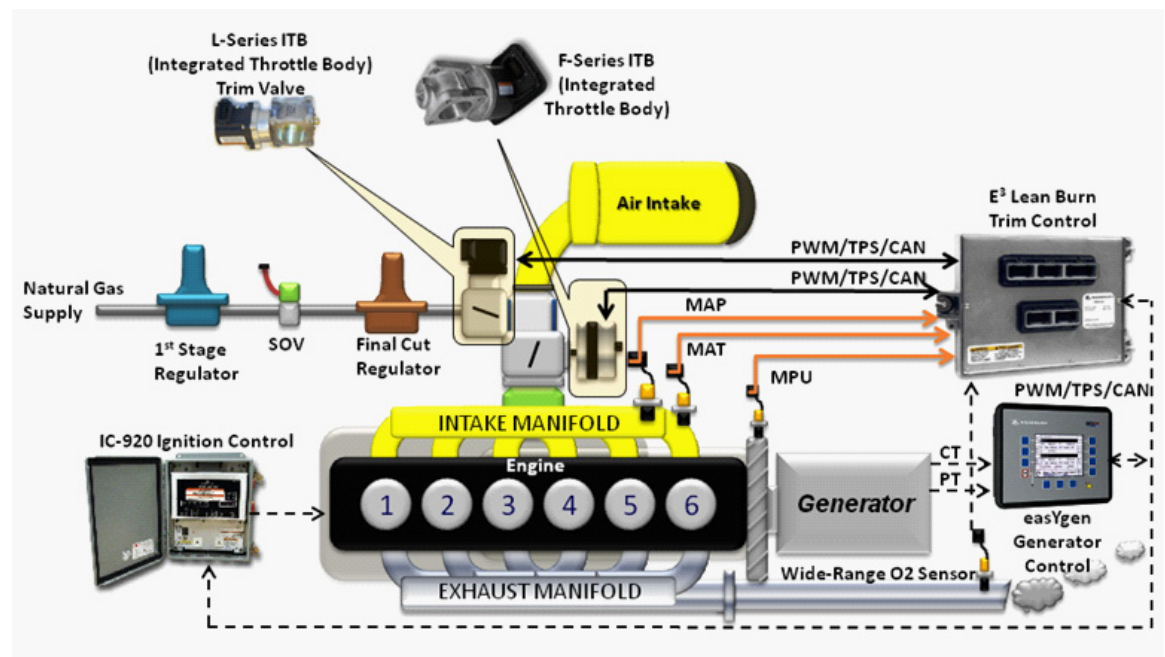 L-Series ITB
(Integrated Throttle Body)
Trim Valve
F-Series ITB
(Integrated
Throttle Body)
Air Intake
E³ Lean Burn
Trim Control
PWM/TPS/CAN
PWM/TPS/CAN
Natural Gas
Supply
MAP
1st Stage
Regulator
SOV
Final Cut
Regulator
MAT
MPU
PWM/TPS/CAN
INTAKE MANIFOLD
IC-920 Ignition Control
Engine
1 2 3 4 5 6
Generator
CT
PT
easYgen
Generator
Control
Wide-Range O2 Sensor
EXHAUST MANIFOLD